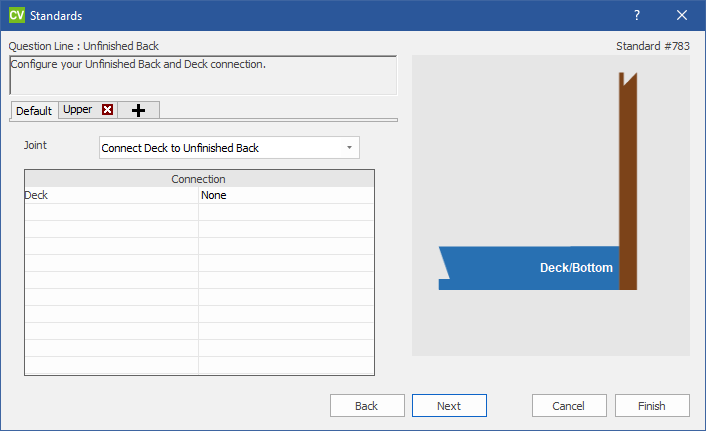 CV Standards ?
Question Line : Unfinished Back Standard #783
Configure your Unfinished Back and Deck connection.
Default Upper
Joint Connect Deck to Unfinished Back
Connection
Deck None
Deck/Bottom
Back Next Cancel Finish